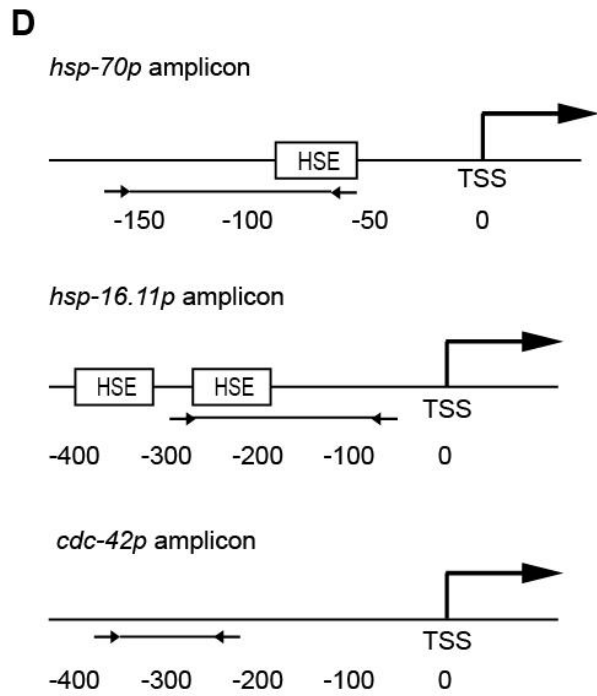 D
hsp-70p amplicon
HSE
TSS
-150 -100 -50 0
hsp-16.11p amplicon
HSE HSE
TSS
-400 -300 -200 -100 0
cdc-42p amplicon
TSS
-400 -300 -200 -100 0